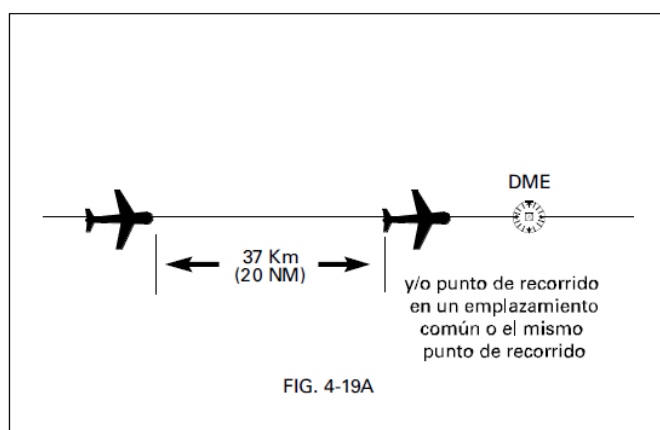 DME
37 Km
(20 NM)
y/o punto de recorrido
en un emplazamiento
común o el mismo
punto de recorrido
FIG. 4-19A